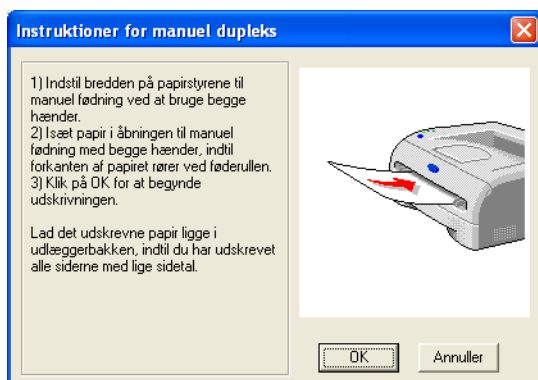 Instruktioner for manuel dupleks
1) Indstil bredden på papirstyrene til
manuel fødning ved at bruge begge
hænder.
2) Isæt papir i åbningen til manuel
fødning med begge hænder, indtil
forkanten af papiret rører ved føderullen.
3) Klik på OK for at begynde
udskrivningen.
Lad det udskrevne papir ligge i
udlæggerbakken, indtil du har udskrevet
alle siderne med lige sidetal.
OK
Annuller